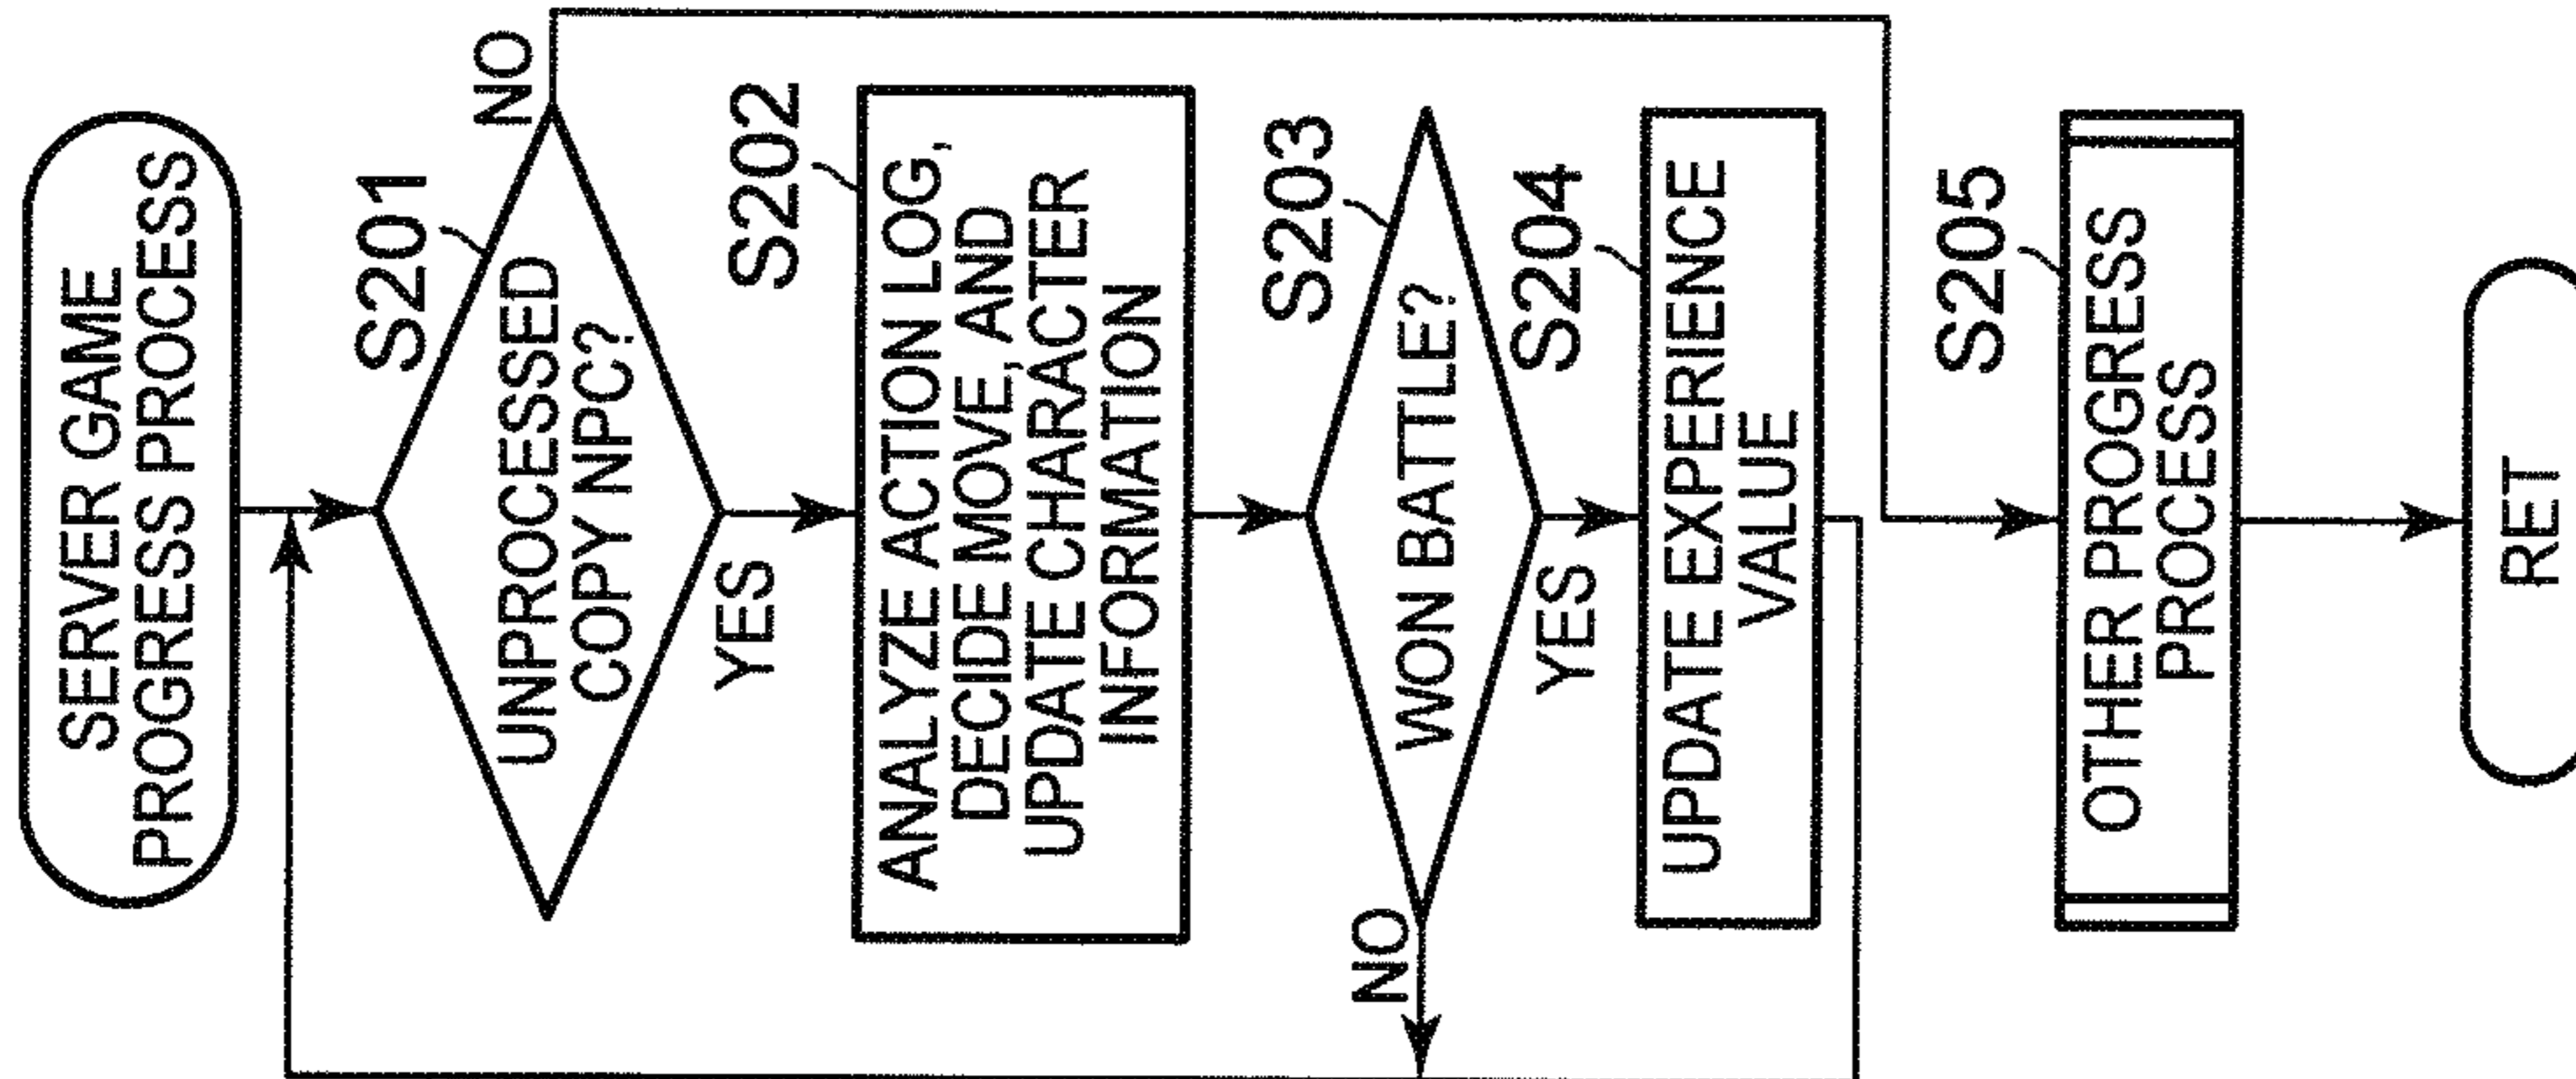 SERVER GAME
PROGRESS PROCESS
S201
UNPROCESSED
COPY NPC?
NO
YES
S202
ANALYZE ACTION LOG,
DECIDE MOVE, AND
UPDATE CHARACTER
INFORMATION
S203
WON BATTLE?
NO
YES
S204
UPDATE EXPERIENCE
VALUE
S205
OTHER PROGRESS
PROCESS
RET